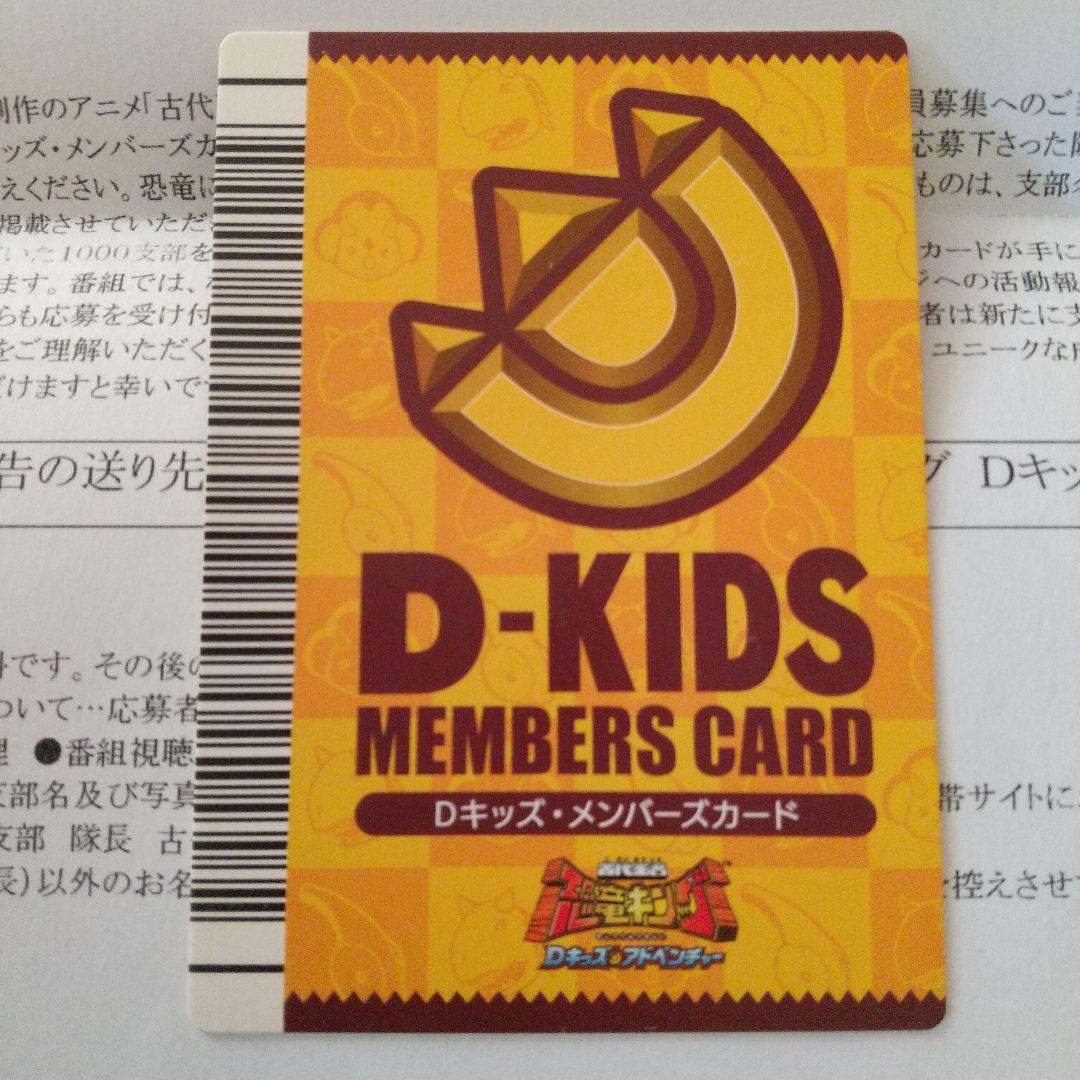 創作のアニメ「古代
員募集へのご
ッズ・メンバーズカ
応募下さった
えください。恐竜に
ものは、支部名
掲載させていただ
いた1000支部を
カードが手に
ます。番組では、
ジへの活動報
らも応募を受け付
者は新たに支
をご理解いただく
ユニークな
だけますと幸いで
告の送り先
グ Dキッ
D-KIDS
MEMBERS CARD
Dキッズ・メンバーズカード
古代王者
恐竜キング
Dキッズ・アドベンチャー
です。その後の
ついて…応募者
理 ●番組視聴
支部名及び写真
帯サイトに
支部 隊長 古
長)以外のお名
控えさせて